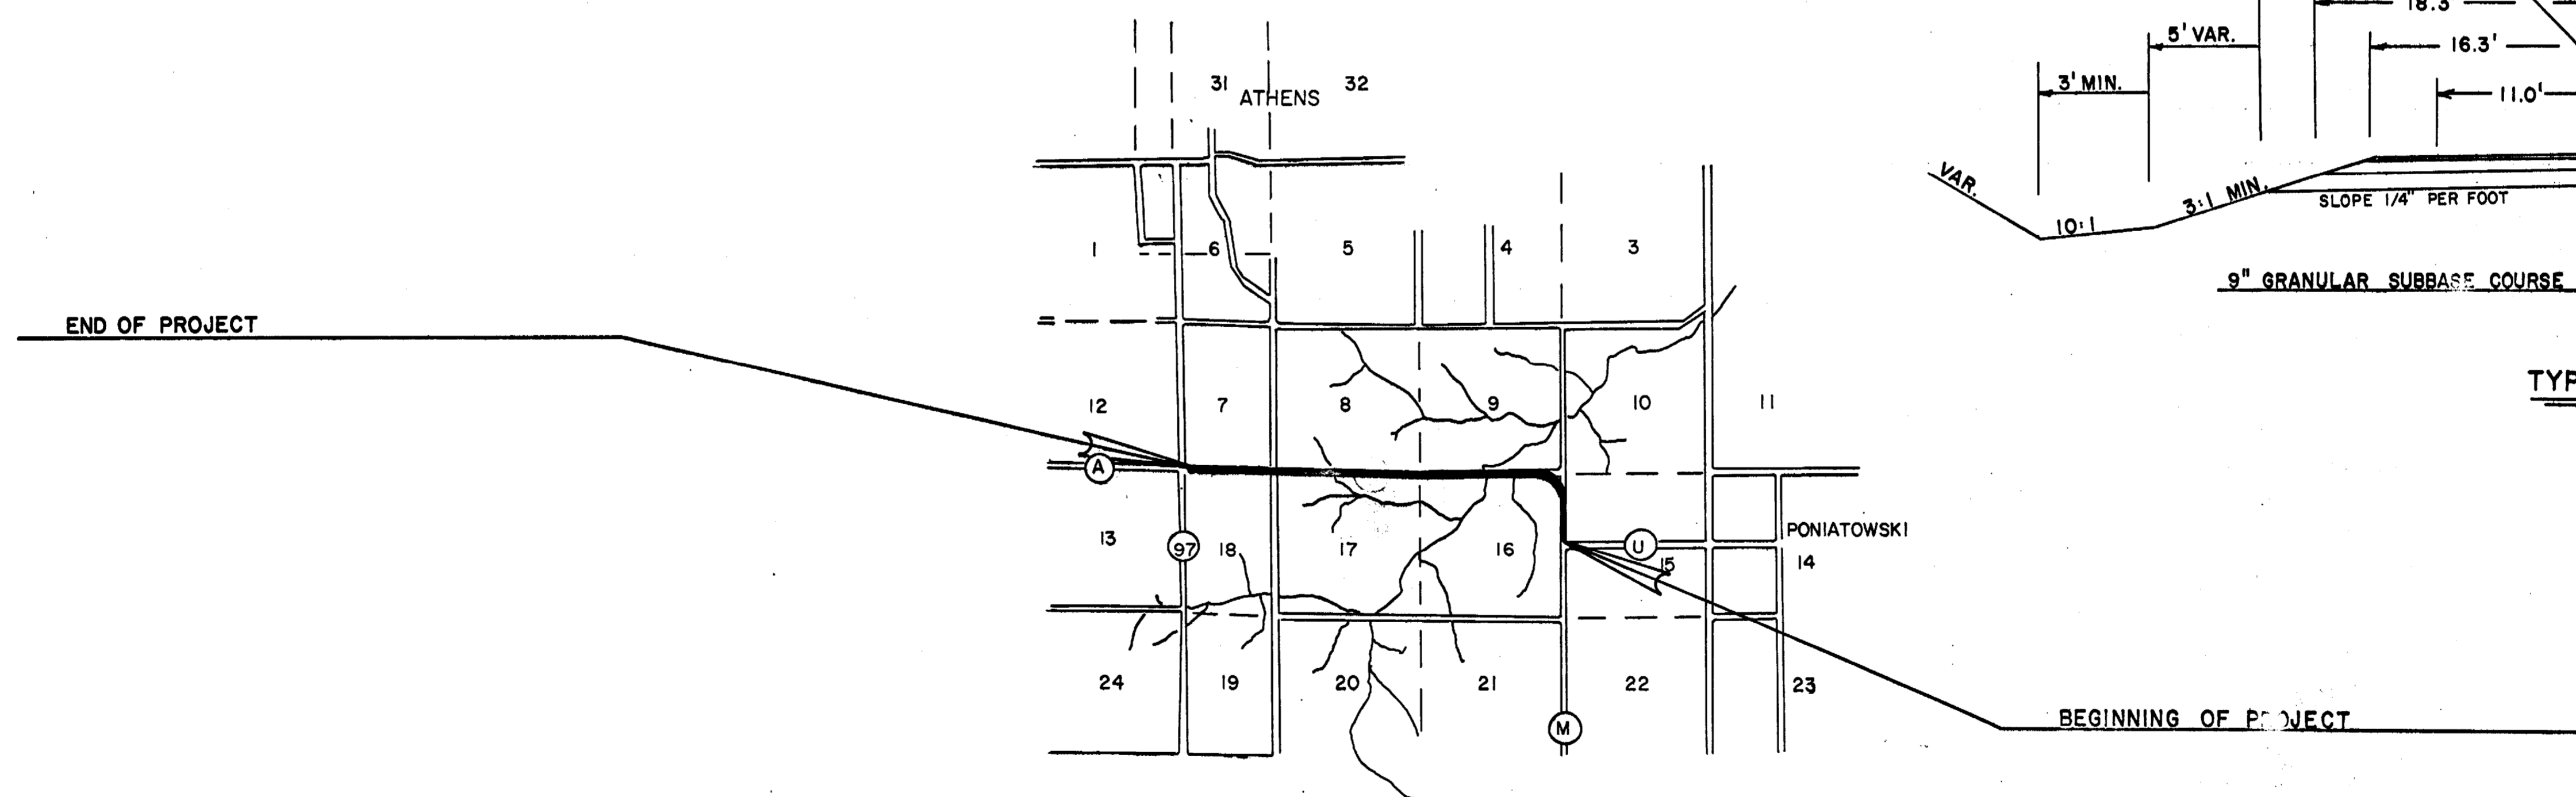 18.3'
5' VAR.
16.3'
3' MIN.
11.0'
31
ATHENS
32
VAR.
10:1
3:1 MIN.
SLOPE 1/4" PER FOOT
1
6
5
4
3
9" GRANULAR SUBBASE COURSE
END OF PROJECT
12
7
8
9
10
11
A
13
97
18
17
16
U
15
PONIATOWSKI
14
24
19
20
21
22
23
M
BEGINNING OF PROJECT